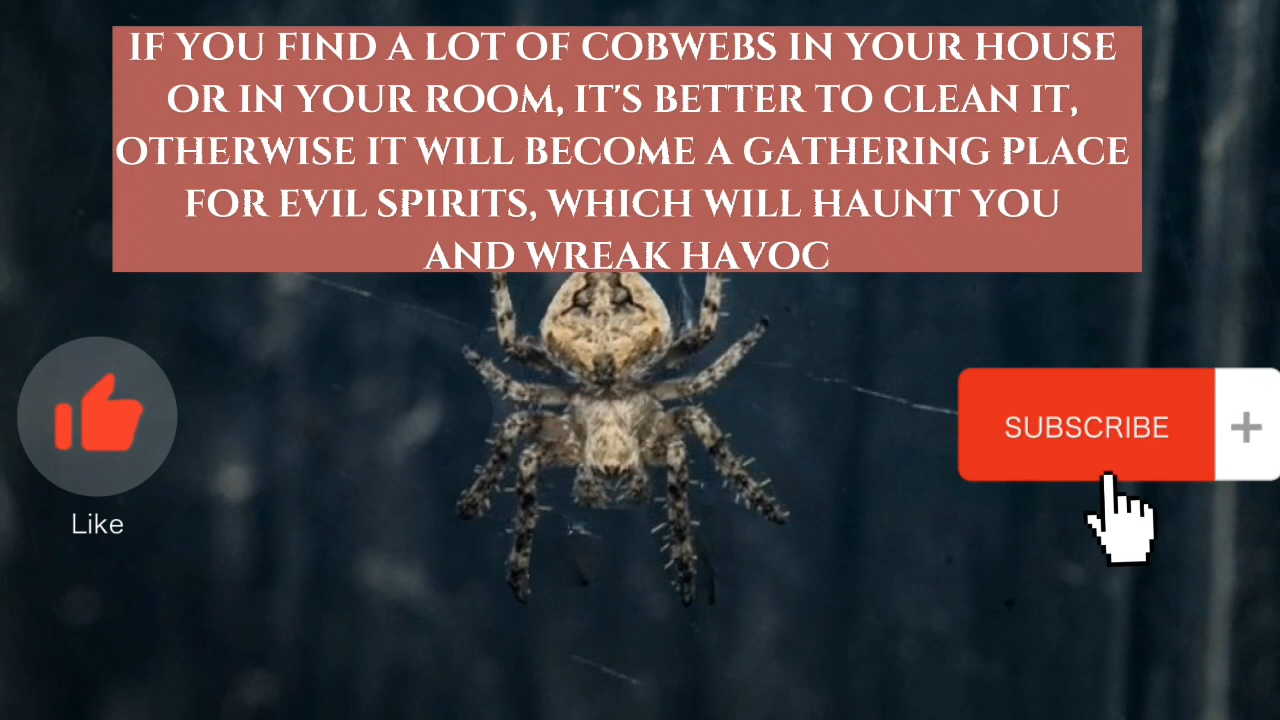 IF YOU FIND A LOT OF COBWEBS IN YOUR HOUSE
OR IN YOUR ROOM, IT'S BETTER TO CLEAN IT,
OTHERWISE IT WILL BECOME A GATHERING PLACE
FOR EVIL SPIRITS, WHICH WILL HAUNT YOU
AND WREAK HAVOC
SUBSCRIBE +
Like